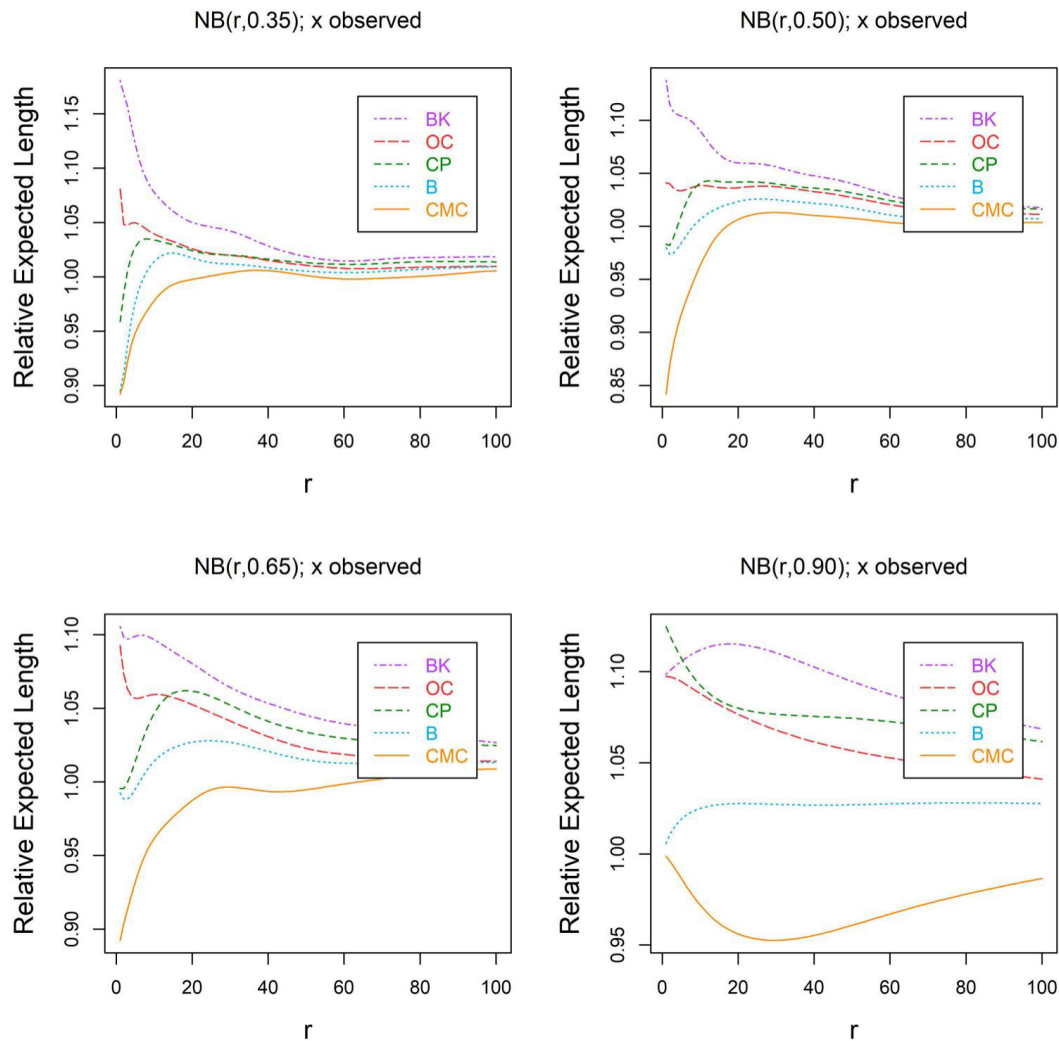 NB(r,0.35); x observed
Relative Expected Length
1.15
1.10
1.05
1.00
0.95
0.90
BK
OC
CP
B
CMC
0 20 40 60 80 100
r
NB(r,0.50); x observed
Relative Expected Length
1.10
1.05
1.00
0.95
0.90
0.85
BK
OC
CP
B
CMC
0 20 40 60 80 100
r
NB(r,0.65); x observed
Relative Expected Length
1.10
1.05
1.00
0.95
0.90
BK
OC
CP
B
CMC
0 20 40 60 80 100
r
NB(r,0.90); x observed
Relative Expected Length
1.10
1.05
1.00
0.95
BK
OC
CP
B
CMC
0 20 40 60 80 100
r